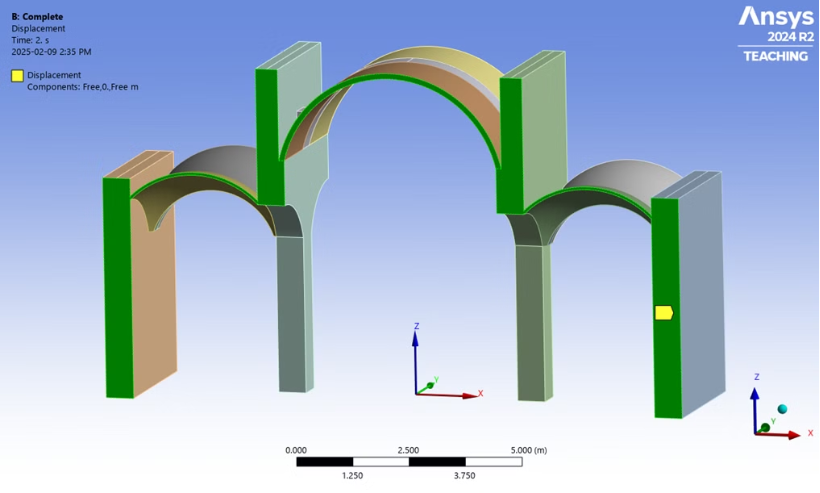 B: Complete
Displacement
Time: 2. s
2025-02-09 2:35 PM
Displacement
Components: Free,0.,Free m
Ansys
2024 R2
TEACHING
Z
Y
X
Z
Y
X
0.000 2.500 5.000 (m)
1.250 3.750